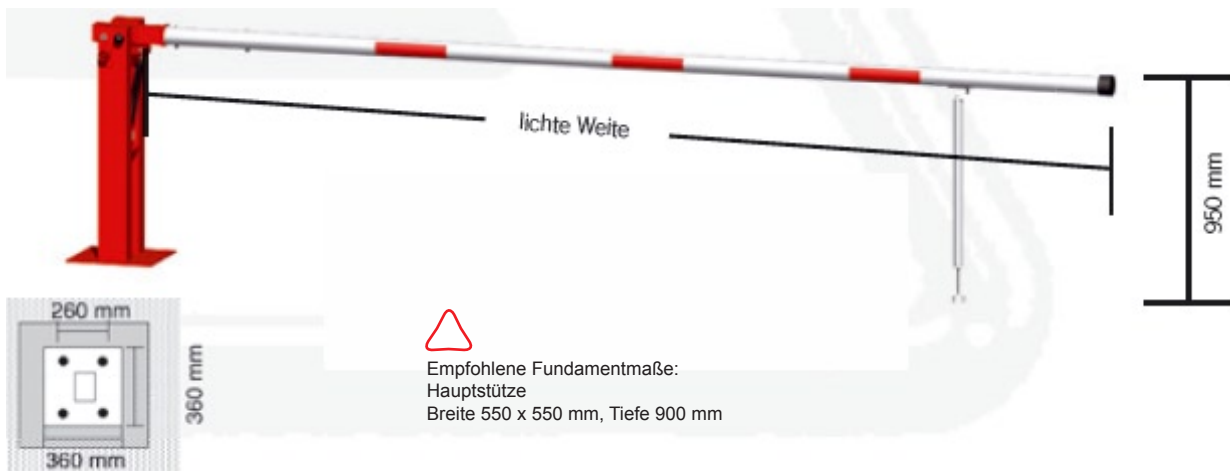 lichte Weite
950 mm
260 mm
360 mm
360 mm
Empfohlene Fundamentmaße:
Hauptstütze
Breite 550 x 550 mm, Tiefe 900 mm